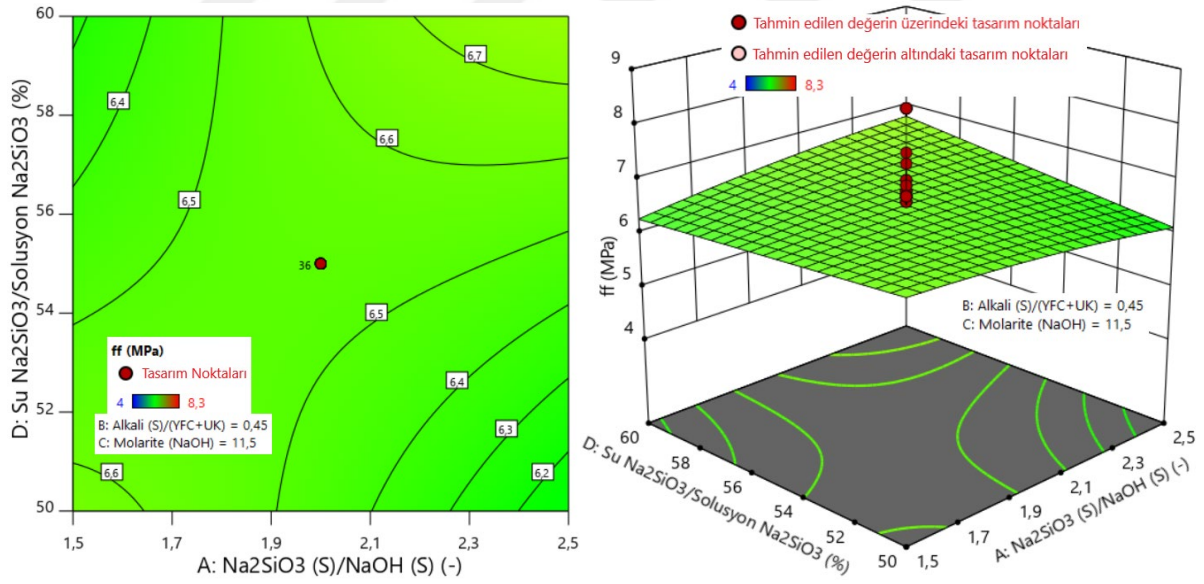 60
58
56
54
52
50
D: Su Na2SiO3/Solusyon Na2SiO3 (%)
6,7
6,4
6,6
6,5
36
6,5
6,4
6,3
6,2
6,6
ff (MPa)
Tasarım Noktaları
4 8,3
B: Alkali (S)/(YFC+UK) = 0,45
C: Molarite (NaOH) = 11,5
1,5 1,7 1,9 2,1 2,3 2,5
A: Na2SiO3 (S)/NaOH (S) (-)
Tahmin edilen değerin üzerindeki tasarım noktaları
Tahmin edilen değerin altındaki tasarım noktaları
4 8,3
9
8
7
6
5
4
ff (MPa)
B: Alkali (S)/(YFC+UK) = 0,45
C: Molarite (NaOH) = 11,5
60
58
56
54
52
50
D: Su Na2SiO3/Solusyon Na2SiO3 (%)
1,5
1,7
1,9
2,1
2,3
2,5
A: Na2SiO3 (S)/NaOH (S) (-)